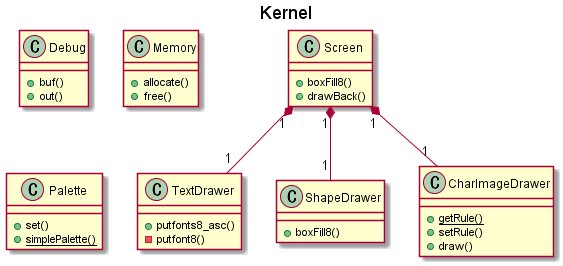 Kernel
C Debug
buf()
out()
C Memory
allocate()
free()
C Screen
boxFill8()
drawBack()
1 1 1
1 1 1
C Palette
set()
simplePalette()
C TextDrawer
putfonts8_asc()
putfont8()
C ShapeDrawer
boxFill8()
C CharImageDrawer
getRule()
setRule()
draw()